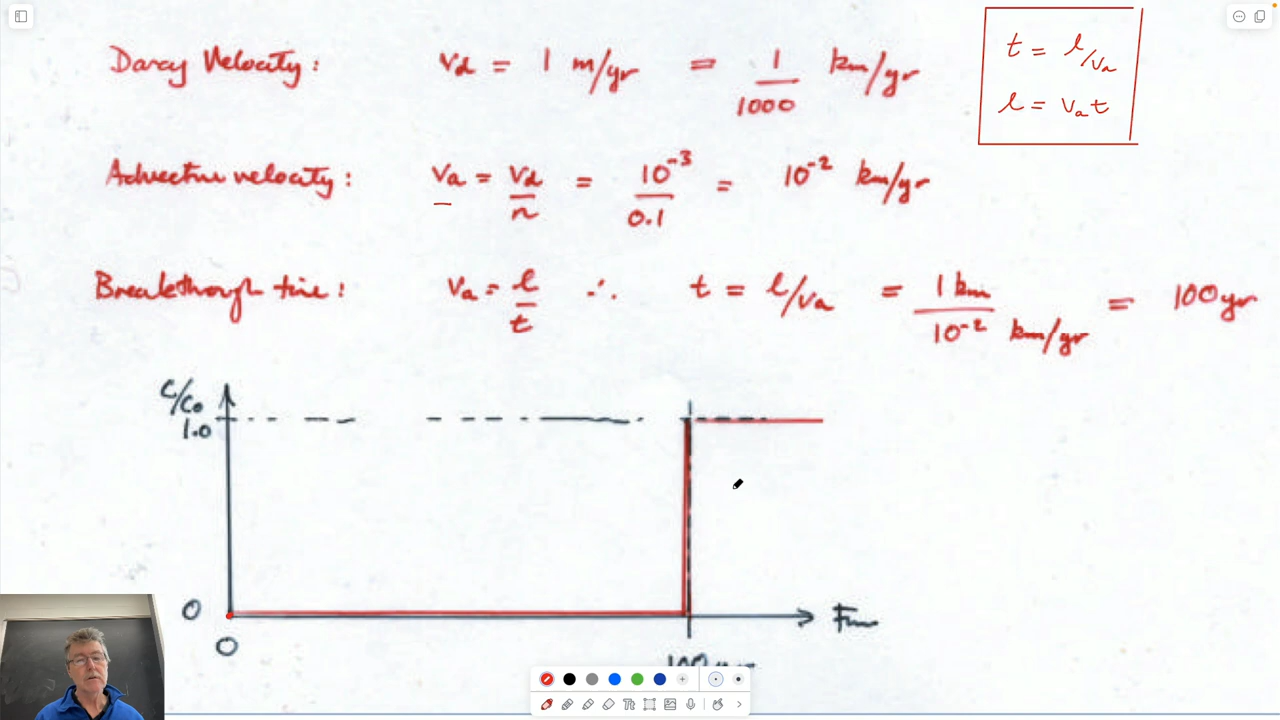 Darcy Velocity: vd = 1 m/yr = 1/1000 km/yr
t = l/va
l = va t
Advective velocity: va = vd/n = 10⁻³/0.1 = 10⁻² km/yr
Breakthrough time: va = l/t ∴ t = l/va = 1 km/10⁻² km/yr = 100 yr
C/C₀
1.0
0
0